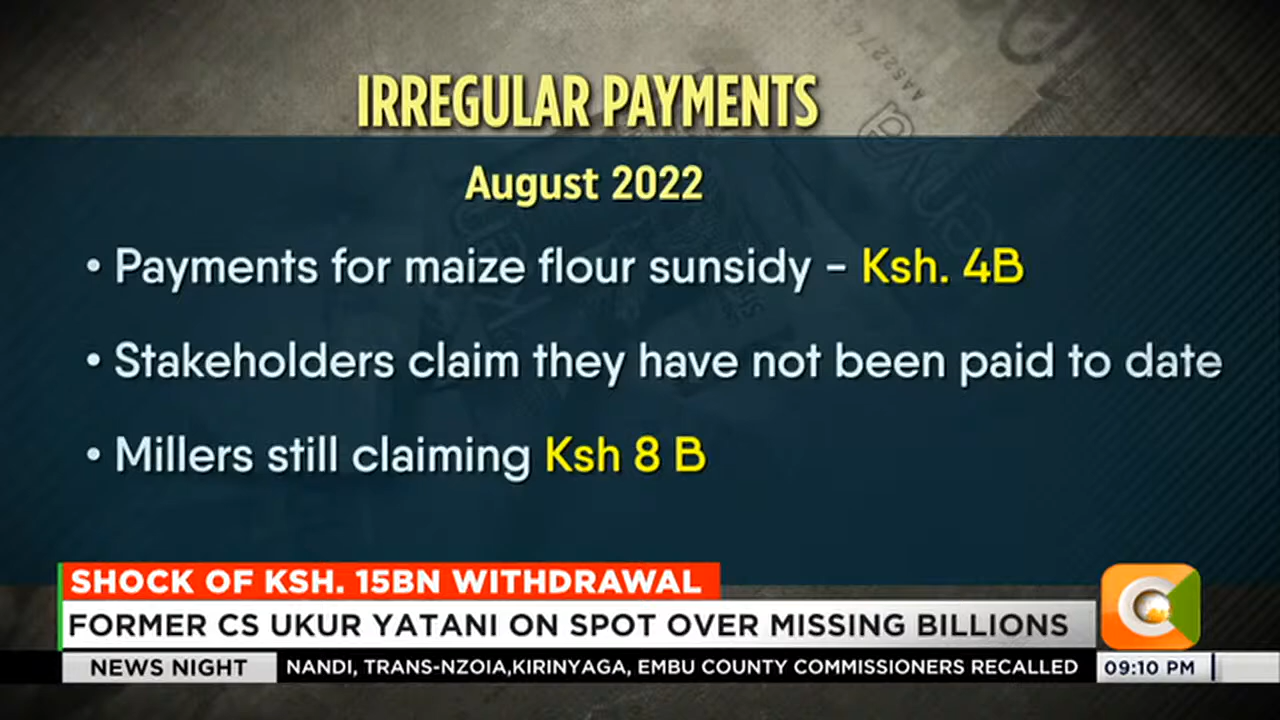 IRREGULAR PAYMENTS
August 2022
• Payments for maize flour sunsidy – Ksh. 4B
• Stakeholders claim they have not been paid to date
• Millers still claiming Ksh 8 B
SHOCK OF KSH. 15BN WITHDRAWAL
FORMER CS UKUR YATANI ON SPOT OVER MISSING BILLIONS
NEWS NIGHT NANDI, TRANS-NZOIA,KIRINYAGA, EMBU COUNTY COMMISSIONERS RECALLED 09:10 PM